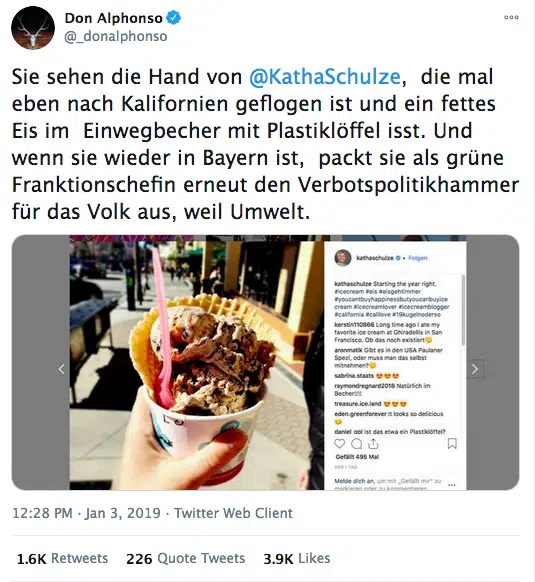 Don Alphonso
@_donalphonso
Sie sehen die Hand von @KathaSchulze, die mal
eben nach Kalifornien geflogen ist und ein fettes
Eis im Einwegbecher mit Plastiklöffel isst. Und
wenn sie wieder in Bayern ist, packt sie als grüne
Franktionschefin erneut den Verbotspolitikhammer
für das Volk aus, weil Umwelt.
kathaschulze • Folgen
kathaschulze Starting the year right.
#icecream #eis #eisgehtimmer
#youcantbuyhappinessbutyoucanbuyice
cream #icecreamlover #icecreamblogger
#california #calilove #19kugelnoderso
kerstin110866 Long time ago I ate my
favorite ice cream at Ghiradellis in San
Francisco. Ob das noch existiert🤔
aronmatik Gibt es in den USA Paulaner
Spezi, oder muss man das selbst
mitnehmen?🤔
sabrina.staats 😍😍😍
raymondregnard2018 Natürlich im
Becher!!!!
treasure.ice.land 😍😍😍
eden.greenforever It looks so delicious
😋
daniel_gol Ist das etwa ein Plastiklöffel?
Gefällt 495 Mal
VOR 1 TAG
Melde dich an, um mit „Gefällt mir" zu
markieren oder zu kommentieren.
12:28 PM · Jan 3, 2019 · Twitter Web Client
1.6K Retweets 226 Quote Tweets 3.9K Likes